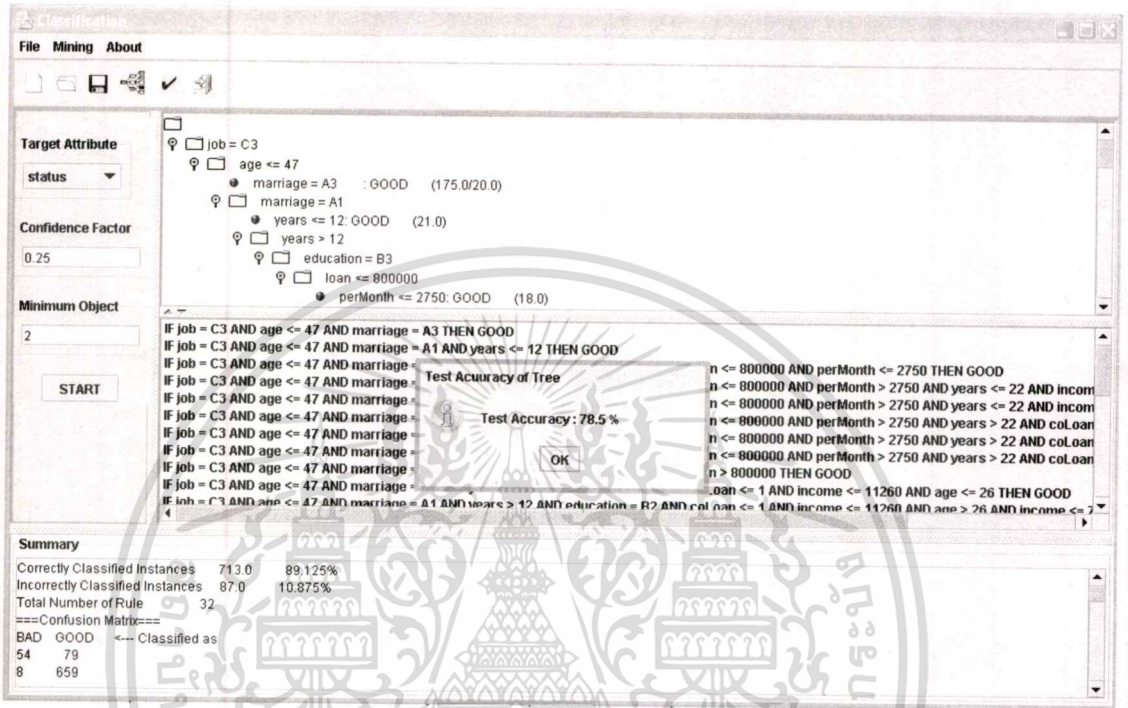 Classification
File Mining About
Target Attribute
status
Confidence Factor
0.25
Minimum Object
2
START
job = C3
age <= 47
marriage = A3 : GOOD (175.0/20.0)
marriage = A1
years <= 12: GOOD (21.0)
years > 12
education = B3
loan <= 800000
perMonth <= 2750: GOOD (18.0)
IF job = C3 AND age <= 47 AND marriage = A3 THEN GOOD
IF job = C3 AND age <= 47 AND marriage = A1 AND years <= 12 THEN GOOD
IF job = C3 AND age <= 47 AND marriage = n <= 800000 AND perMonth <= 2750 THEN GOOD
IF job = C3 AND age <= 47 AND marriage = n <= 800000 AND perMonth > 2750 AND years <= 22 AND incom
IF job = C3 AND age <= 47 AND marriage = n <= 800000 AND perMonth > 2750 AND years <= 22 AND incom
IF job = C3 AND age <= 47 AND marriage = n <= 800000 AND perMonth > 2750 AND years > 22 AND coLoan
IF job = C3 AND age <= 47 AND marriage = n <= 800000 AND perMonth > 2750 AND years > 22 AND coLoan
IF job = C3 AND age <= 47 AND marriage = n <= 800000 AND perMonth > 2750 AND years > 22 AND coLoan
IF job = C3 AND age <= 47 AND marriage = n > 800000 THEN GOOD
IF job = C3 AND age <= 47 AND marriage = Loan <= 1 AND income <= 11260 AND age <= 26 THEN GOOD
IF job = C3 AND age <= 47 AND marriage = A1 AND years > 12 AND education = B2 AND coLoan <= 1 AND income <= 11260 AND age > 26 AND income <= 7
Test Acuuracy of Tree
Test Accuracy : 78.5 %
OK
Summary
Correctly Classified Instances 713.0 89.125%
Incorrectly Classified Instances 87.0 10.875%
Total Number of Rule 32
===Confusion Matrix===
BAD GOOD <--- Classified as
54 79
8 659